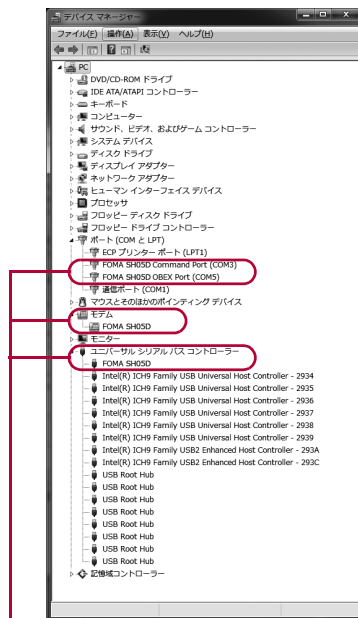 デバイス マネージャー
ファイル(F) 操作(A) 表示(V) ヘルプ(H)
PC
DVD/CD-ROM ドライブ
IDE ATA/ATAPI コントローラー
キーボード
コンピューター
サウンド、ビデオ、およびゲーム コントローラー
システム デバイス
ディスク ドライブ
ディスプレイ アダプター
ネットワーク アダプター
ヒューマン インターフェイス デバイス
プロセッサ
フロッピー ディスク ドライブ
フロッピー ドライブ コントローラー
ポート (COM と LPT)
ECP プリンター ポート (LPT1)
FOMA SH05D Command Port (COM3)
FOMA SH05D OBEX Port (COM5)
通信ポート (COM1)
マウスとそのほかのポインティング デバイス
モデム
FOMA SH05D
モニター
ユニバーサル シリアル バス コントローラー
FOMA SH05D
Intel(R) ICH9 Family USB Universal Host Controller - 2934
Intel(R) ICH9 Family USB Universal Host Controller - 2935
Intel(R) ICH9 Family USB Universal Host Controller - 2936
Intel(R) ICH9 Family USB Universal Host Controller - 2937
Intel(R) ICH9 Family USB Universal Host Controller - 2938
Intel(R) ICH9 Family USB Universal Host Controller - 2939
Intel(R) ICH9 Family USB2 Enhanced Host Controller - 293A
Intel(R) ICH9 Family USB2 Enhanced Host Controller - 293C
USB Root Hub
USB Root Hub
USB Root Hub
USB Root Hub
USB Root Hub
USB Root Hub
USB Root Hub
USB Root Hub
記憶域コントローラー